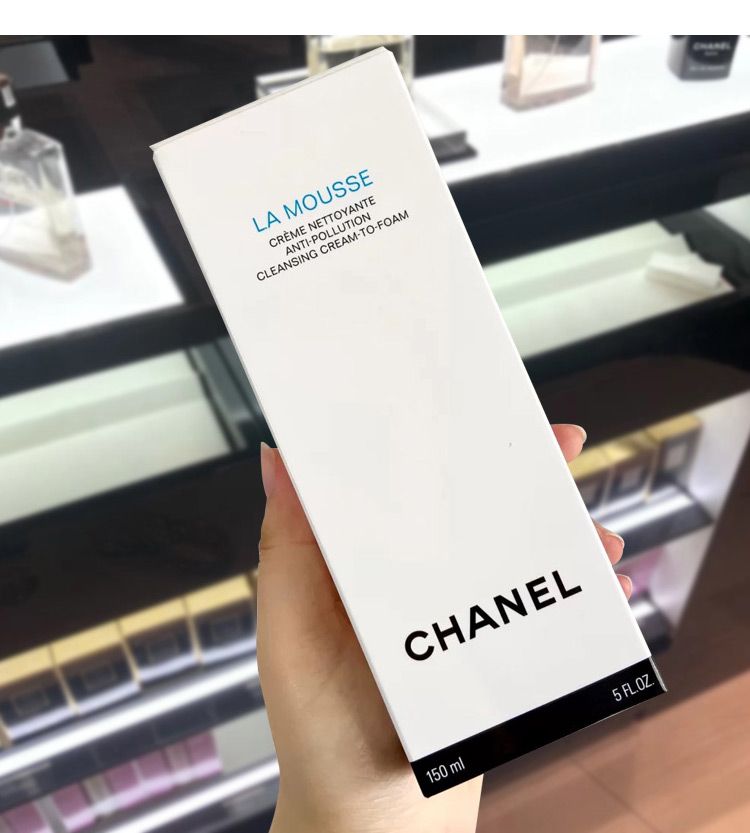 LA MOUSSE
CRÈME NETTOYANTE
ANTI-POLLUTION
CLEANSING CREAM-TO-FOAM
CHANEL
150 ml
5 FL.OZ.
CHANEL